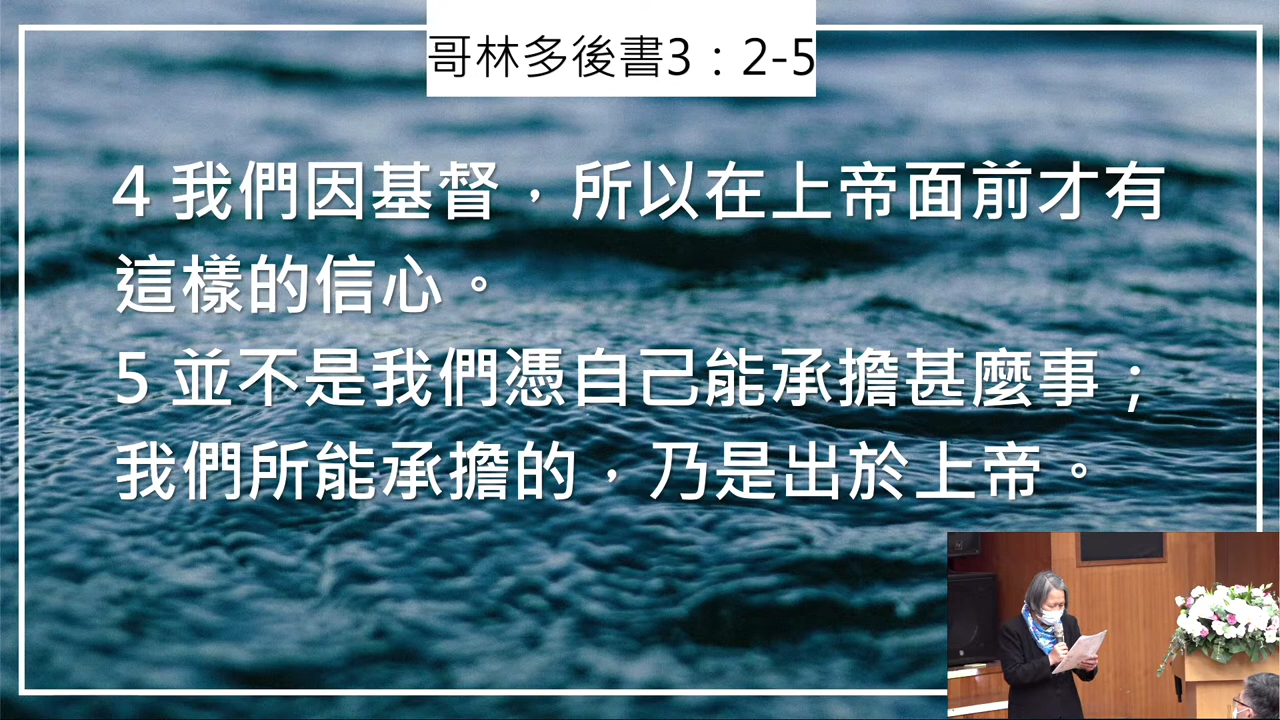 哥林多後書3：2-5
4 我們因基督，所以在上帝面前才有
這樣的信心。
5 並不是我們憑自己能承擔甚麼事；
我們所能承擔的，乃是出於上帝。